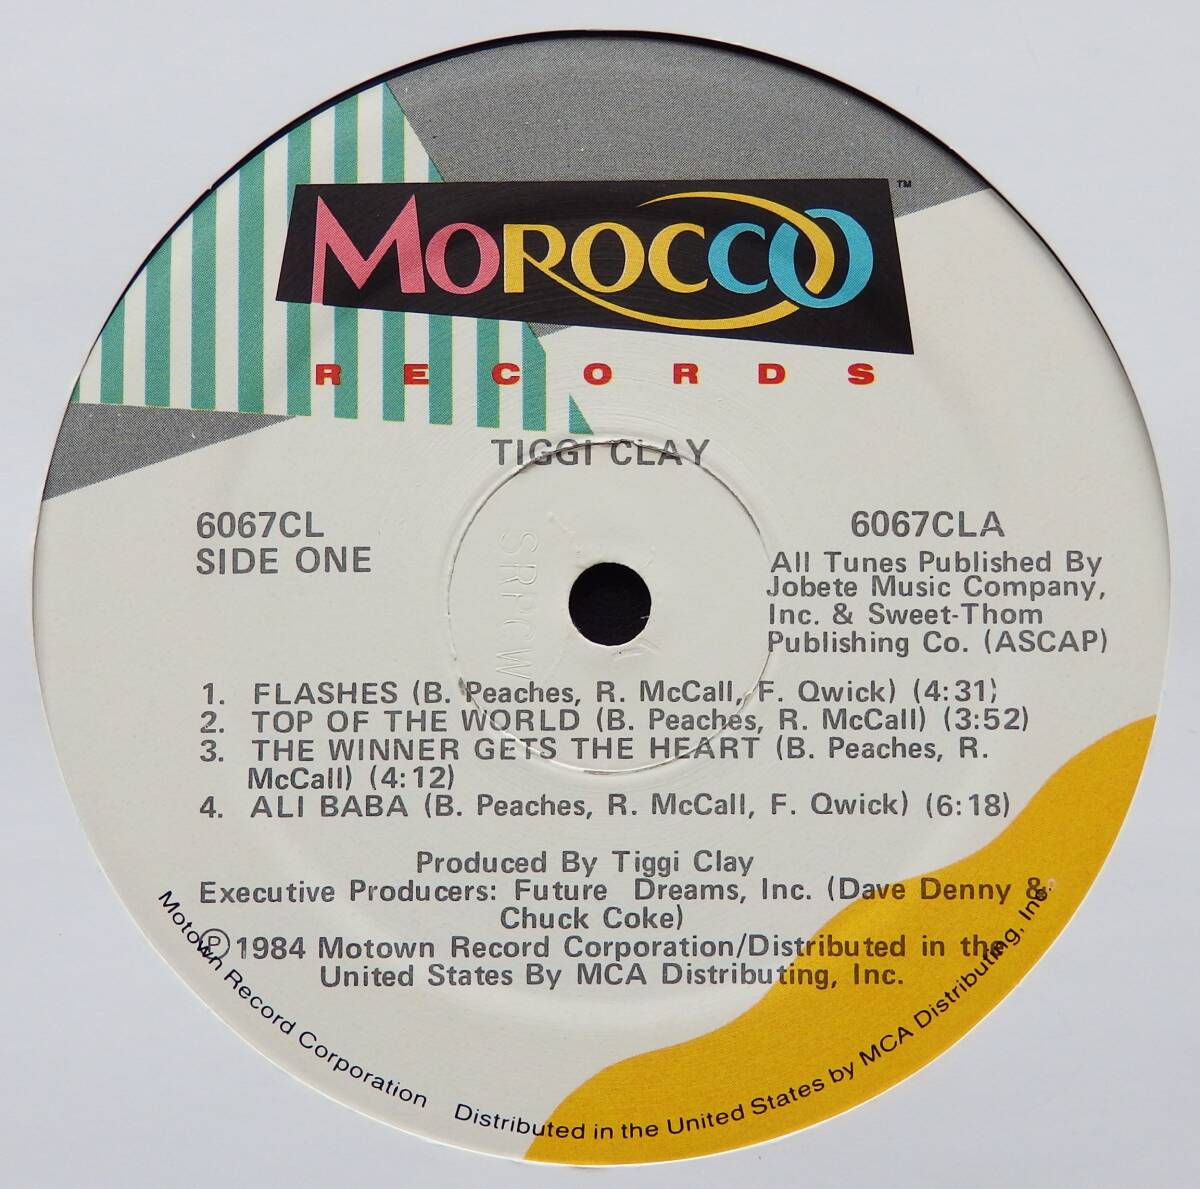 MOROCCO™
RECORDS
TIGGI CLAY
6067CL
SIDE ONE
6067CLA
All Tunes Published By
Jobete Music Company,
Inc. & Sweet-Thom
Publishing Co. (ASCAP)
SRPCW
1. FLASHES (B. Peaches, R. McCall, F. Qwick) (4:31)
2. TOP OF THE WORLD (B. Peaches, R. McCall) (3:52)
3. THE WINNER GETS THE HEART (B. Peaches, R.
McCall) (4:12)
4. ALI BABA (B. Peaches, R. McCall, F. Qwick) (6:18)
Produced By Tiggi Clay
Executive Producers: Future Dreams, Inc. (Dave Denny &
Chuck Coke)
℗1984 Motown Record Corporation/Distributed in the
United States By MCA Distributing, Inc.
Motown Record Corporation Distributed in the United States by MCA Distributing, Inc.